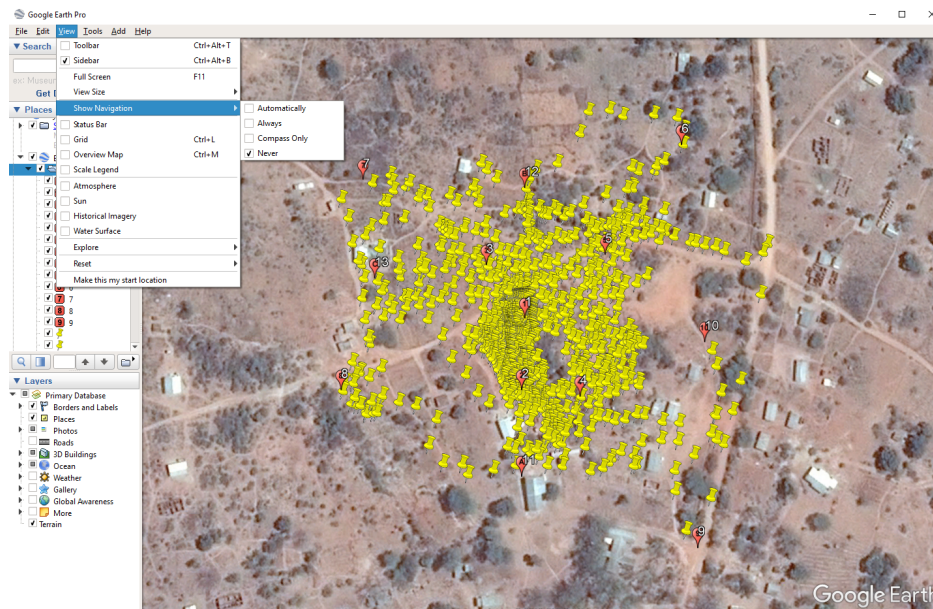 Google Earth Pro
File Edit View Tools Add Help
Search
ex: Museum
Get D
Toolbar Ctrl+Alt+T
Sidebar Ctrl+Alt+B
Full Screen F11
View Size
Show Navigation
Status Bar
Grid Ctrl+L
Overview Map Ctrl+M
Scale Legend
Atmosphere
Sun
Historical Imagery
Water Surface
Explore
Reset
Make this my start location
Automatically
Always
Compass Only
Never
Places
7 7
8 8
9 9
Layers
Primary Database
Borders and Labels
Places
Photos
Roads
3D Buildings
Ocean
Weather
Gallery
Global Awareness
More
Terrain
6
7
12
5
3
13
1
10
8
2
4
11
9
Google Earth